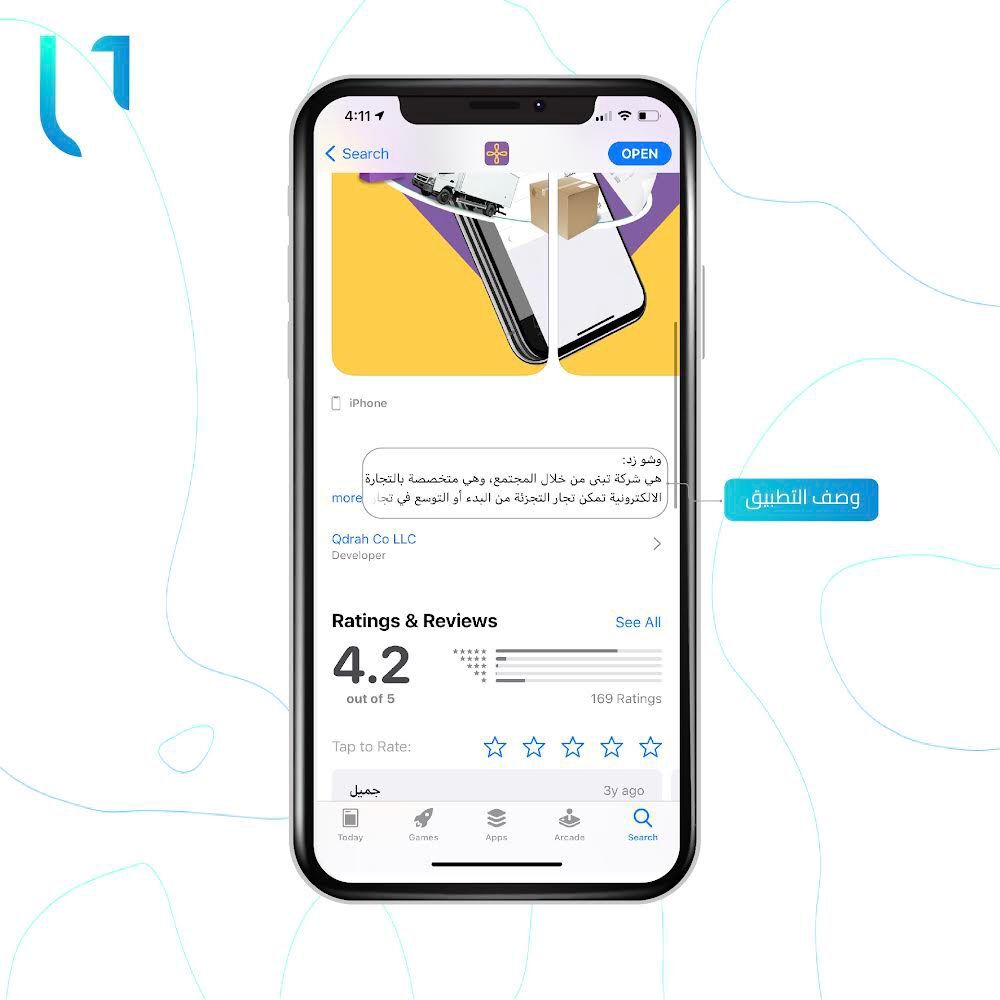 4:11
Search
OPEN
iPhone
وشو زد:
هي شركة تبنى من خلال المجتمع، وهي متخصصة بالتجارة
الالكترونية تمكن تجار التجزئة من البدء أو التوسع في تجار
more
وصف التطبيق
Qdrah Co LLC
Developer
Ratings & Reviews
See All
4.2
out of 5
169 Ratings
Tap to Rate:
جميل
3y ago
Today
Games
Apps
Arcade
Search